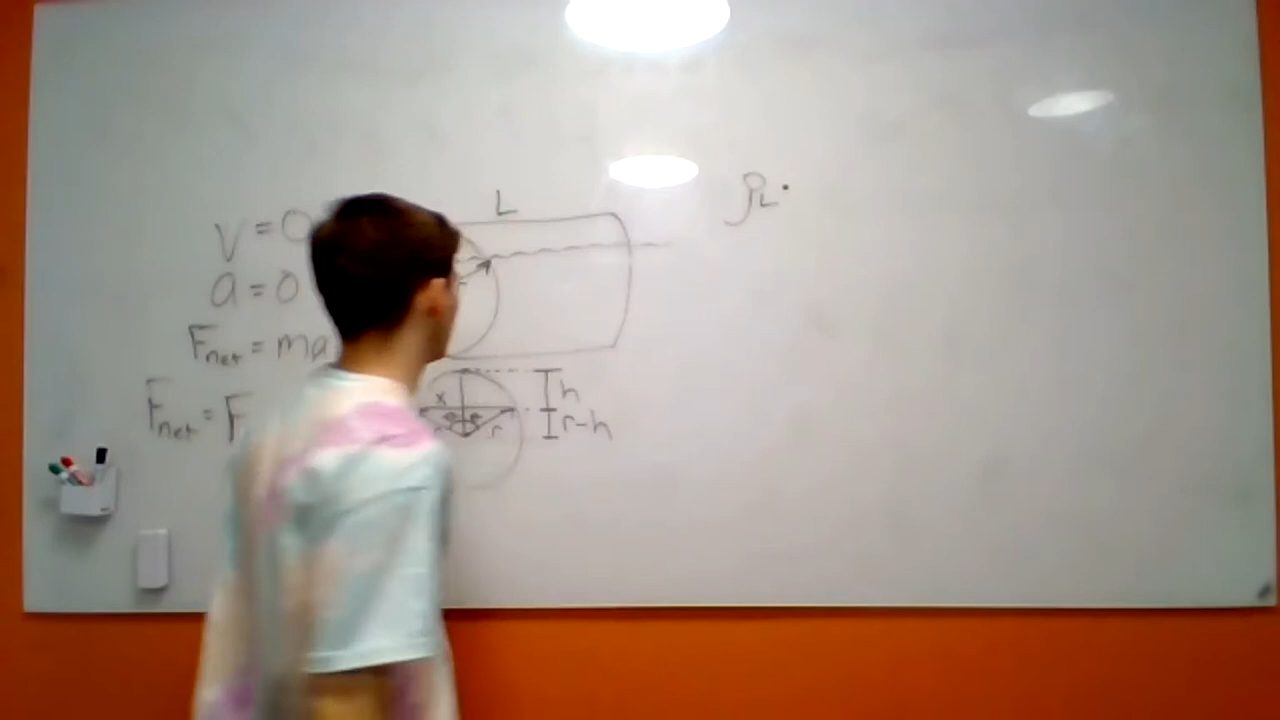 V = 0
a = 0
Fnet = ma
Fnet = F
L
x
r
h
r-h
ρL·